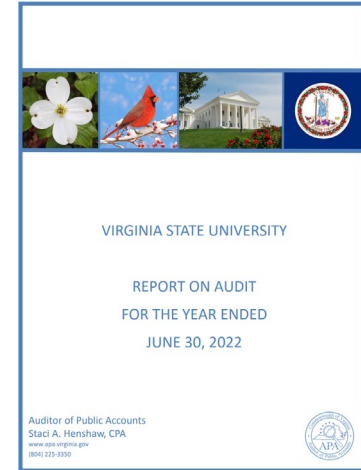 VIRGINIA STATE UNIVERSITY
REPORT ON AUDIT
FOR THE YEAR ENDED
JUNE 30, 2022
Auditor of Public Accounts
Staci A. Henshaw, CPA
www.apa.virginia.gov
(804) 225-3350
APA